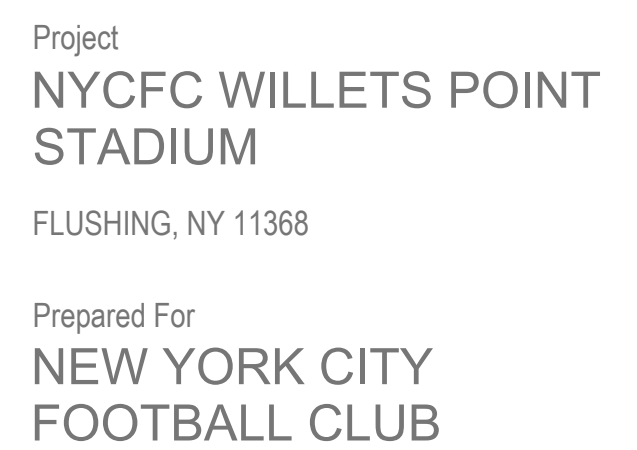 Project
NYCFC WILLETS POINT
STADIUM
FLUSHING, NY 11368
Prepared For
NEW YORK CITY
FOOTBALL CLUB